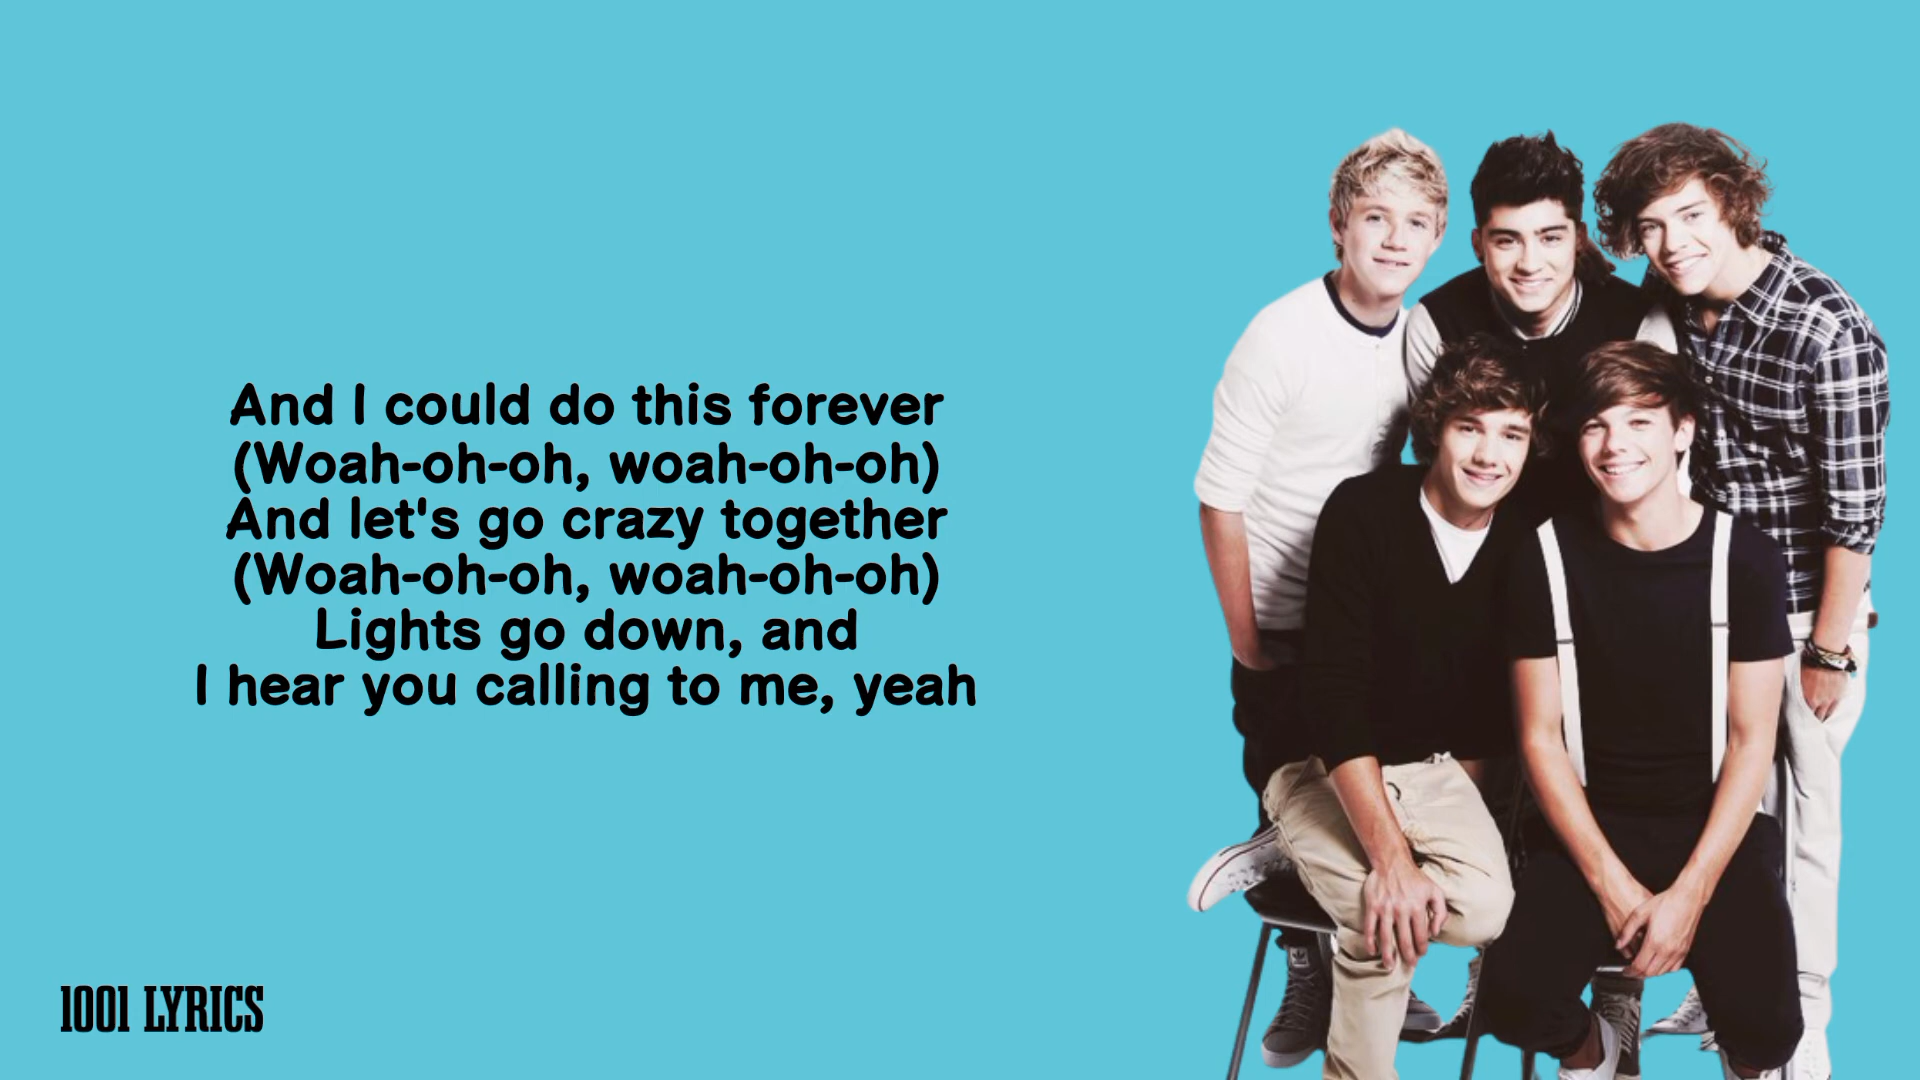 And I could do this forever
(Woah-oh-oh, woah-oh-oh)
And let's go crazy together
(Woah-oh-oh, woah-oh-oh)
Lights go down, and
I hear you calling to me, yeah
1001 LYRICS